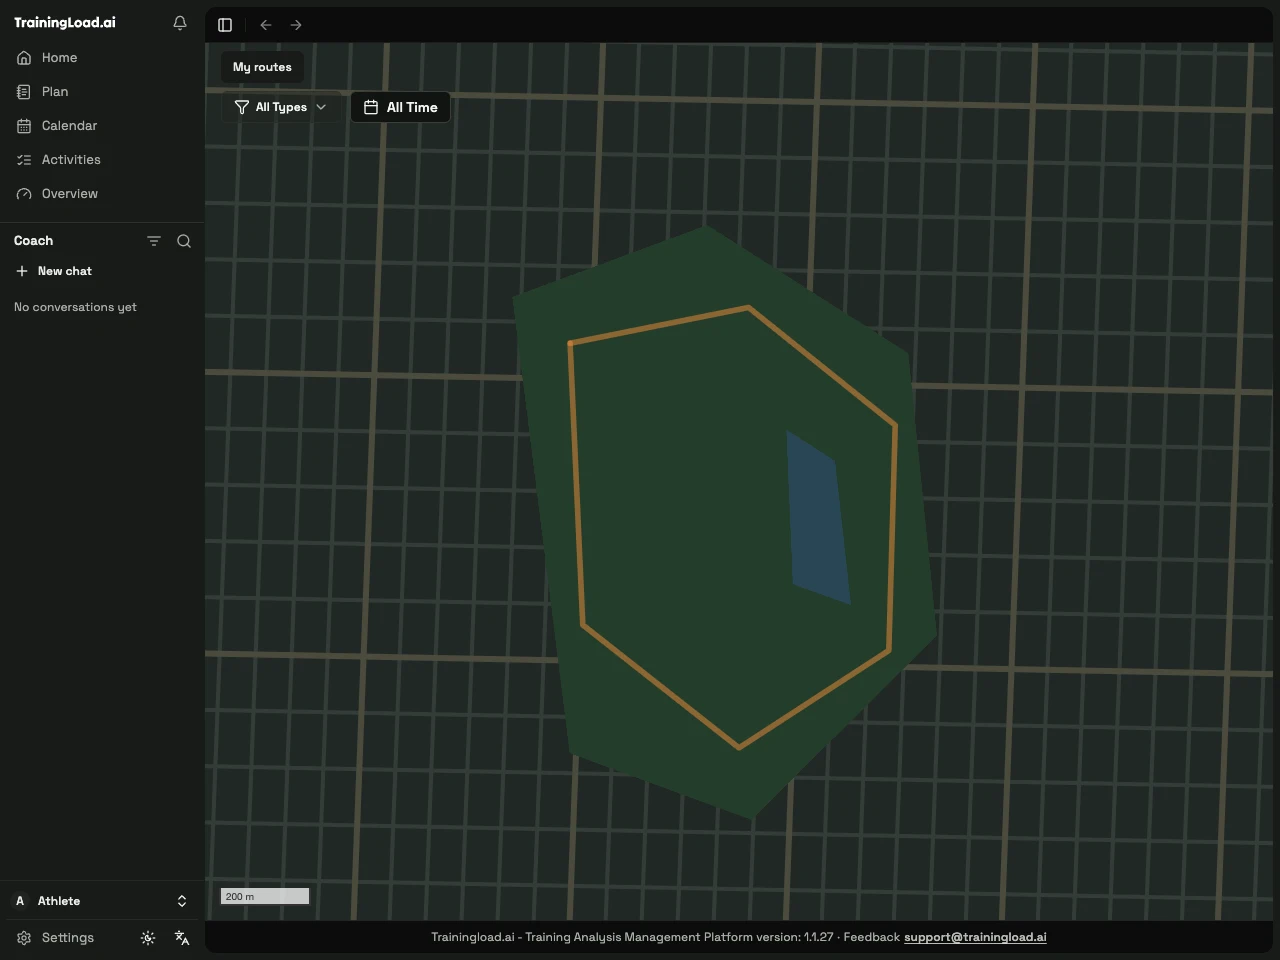 TrainingLoad.ai
Home
Plan
Calendar
Activities
Overview
Coach
New chat
No conversations yet
A Athlete
Settings
My routes
All Types
All Time
200 m
Trainingload.ai - Training Analysis Management Platform version: 1.1.27 · Feedback support@trainingload.ai